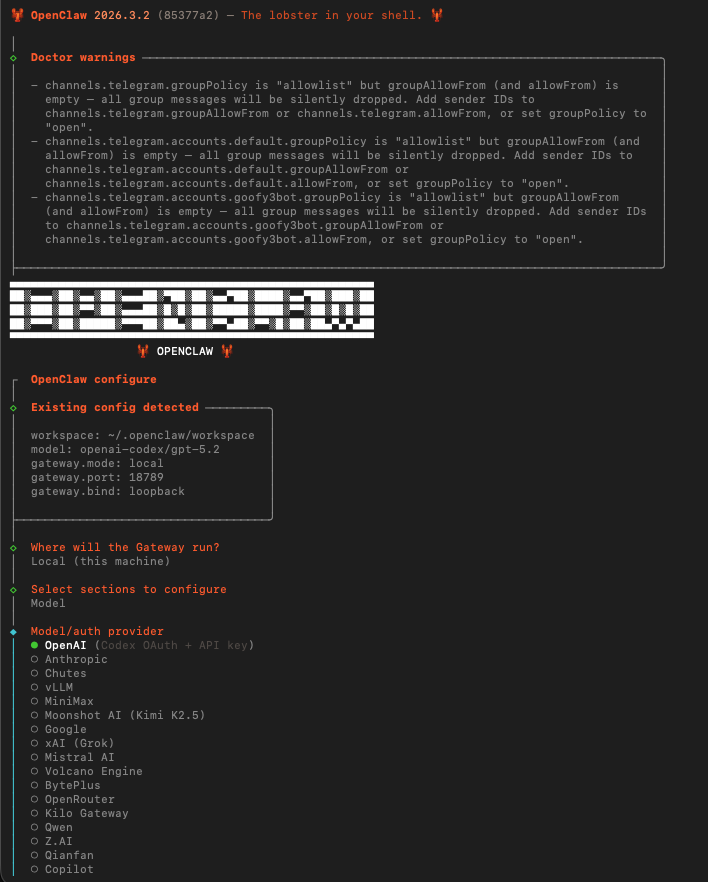 🦞 OpenClaw 2026.3.2 (85377a2) — The lobster in your shell. 🦞
Doctor warnings
– channels.telegram.groupPolicy is "allowlist" but groupAllowFrom (and allowFrom) is
empty — all group messages will be silently dropped. Add sender IDs to
channels.telegram.groupAllowFrom or channels.telegram.allowFrom, or set groupPolicy to
"open".
– channels.telegram.accounts.default.groupPolicy is "allowlist" but groupAllowFrom (and
allowFrom) is empty — all group messages will be silently dropped. Add sender IDs to
channels.telegram.accounts.default.groupAllowFrom or
channels.telegram.accounts.default.allowFrom, or set groupPolicy to "open".
– channels.telegram.accounts.goofy3bot.groupPolicy is "allowlist" but groupAllowFrom
(and allowFrom) is empty — all group messages will be silently dropped. Add sender IDs
to channels.telegram.accounts.goofy3bot.groupAllowFrom or
channels.telegram.accounts.goofy3bot.allowFrom, or set groupPolicy to "open".
OPENCLAW
🦞 OPENCLAW 🦞
OpenClaw configure
Existing config detected
workspace: ~/.openclaw/workspace
model: openai-codex/gpt-5.2
gateway.mode: local
gateway.port: 18789
gateway.bind: loopback
Where will the Gateway run?
Local (this machine)
Select sections to configure
Model
Model/auth provider
● OpenAI (Codex OAuth + API key)
○ Anthropic
○ Chutes
○ vLLM
○ MiniMax
○ Moonshot AI (Kimi K2.5)
○ Google
○ xAI (Grok)
○ Mistral AI
○ Volcano Engine
○ BytePlus
○ OpenRouter
○ Kilo Gateway
○ Qwen
○ Z.AI
○ Qianfan
○ Copilot